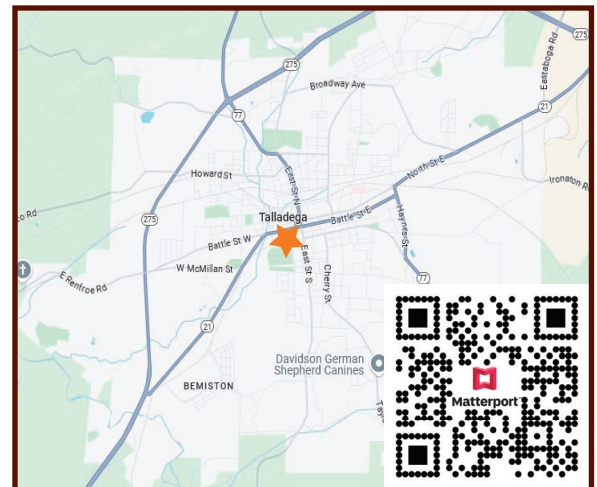 275
275
Eastaboga Rd
Broadway Ave
21
77
East St N
North St E
Howard St
Ironaton R
Talladega
Battle St E
275
co Rd
Battle St W
Haynes St
East St S
W McMillan St
Cherry St
E Renfroe Rd
77
21
Davidson German
Shepherd Canines
BEMISTON
Matterport